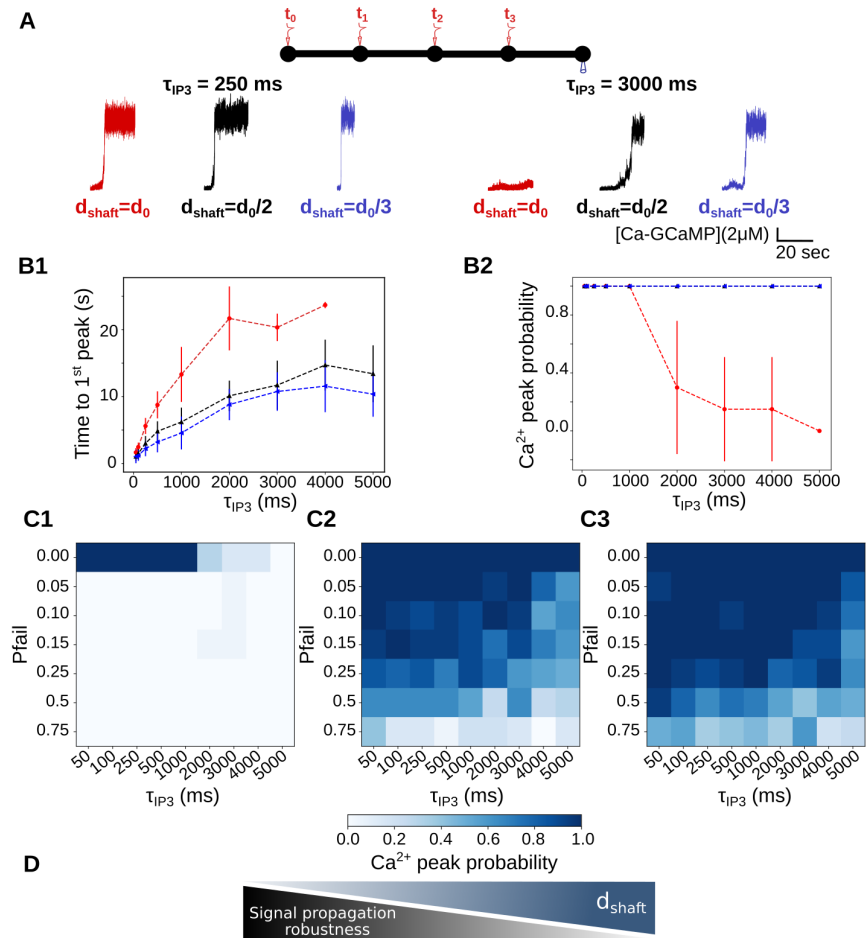 A
t0 t1 t2 t3
τIP3 = 250 ms τIP3 = 3000 ms
dshaft=d0 dshaft=d0/2 dshaft=d0/3 dshaft=d0 dshaft=d0/2 dshaft=d0/3
[Ca-GCaMP](2μM)
20 sec
B1 B2
Time to 1st peak (s)
20
10
0
0 1000 2000 3000 4000 5000
τIP3 (ms)
Ca2+ peak probability
0.8
0.4
0.0
0 1000 2000 3000 4000 5000
τIP3 (ms)
C1 C2 C3
Pfail
0.00
0.05
0.10
0.15
0.25
0.5
0.75
50 100 250 500 1000 2000 3000 4000 5000
τIP3 (ms)
Pfail
0.00
0.05
0.10
0.15
0.25
0.5
0.75
50 100 250 500 1000 2000 3000 4000 5000
τIP3 (ms)
Pfail
0.00
0.05
0.10
0.15
0.25
0.5
0.75
50 100 250 500 1000 2000 3000 4000 5000
τIP3 (ms)
0.0 0.2 0.4 0.6 0.8 1.0
Ca2+ peak probability
D
dshaft
Signal propagation
robustness